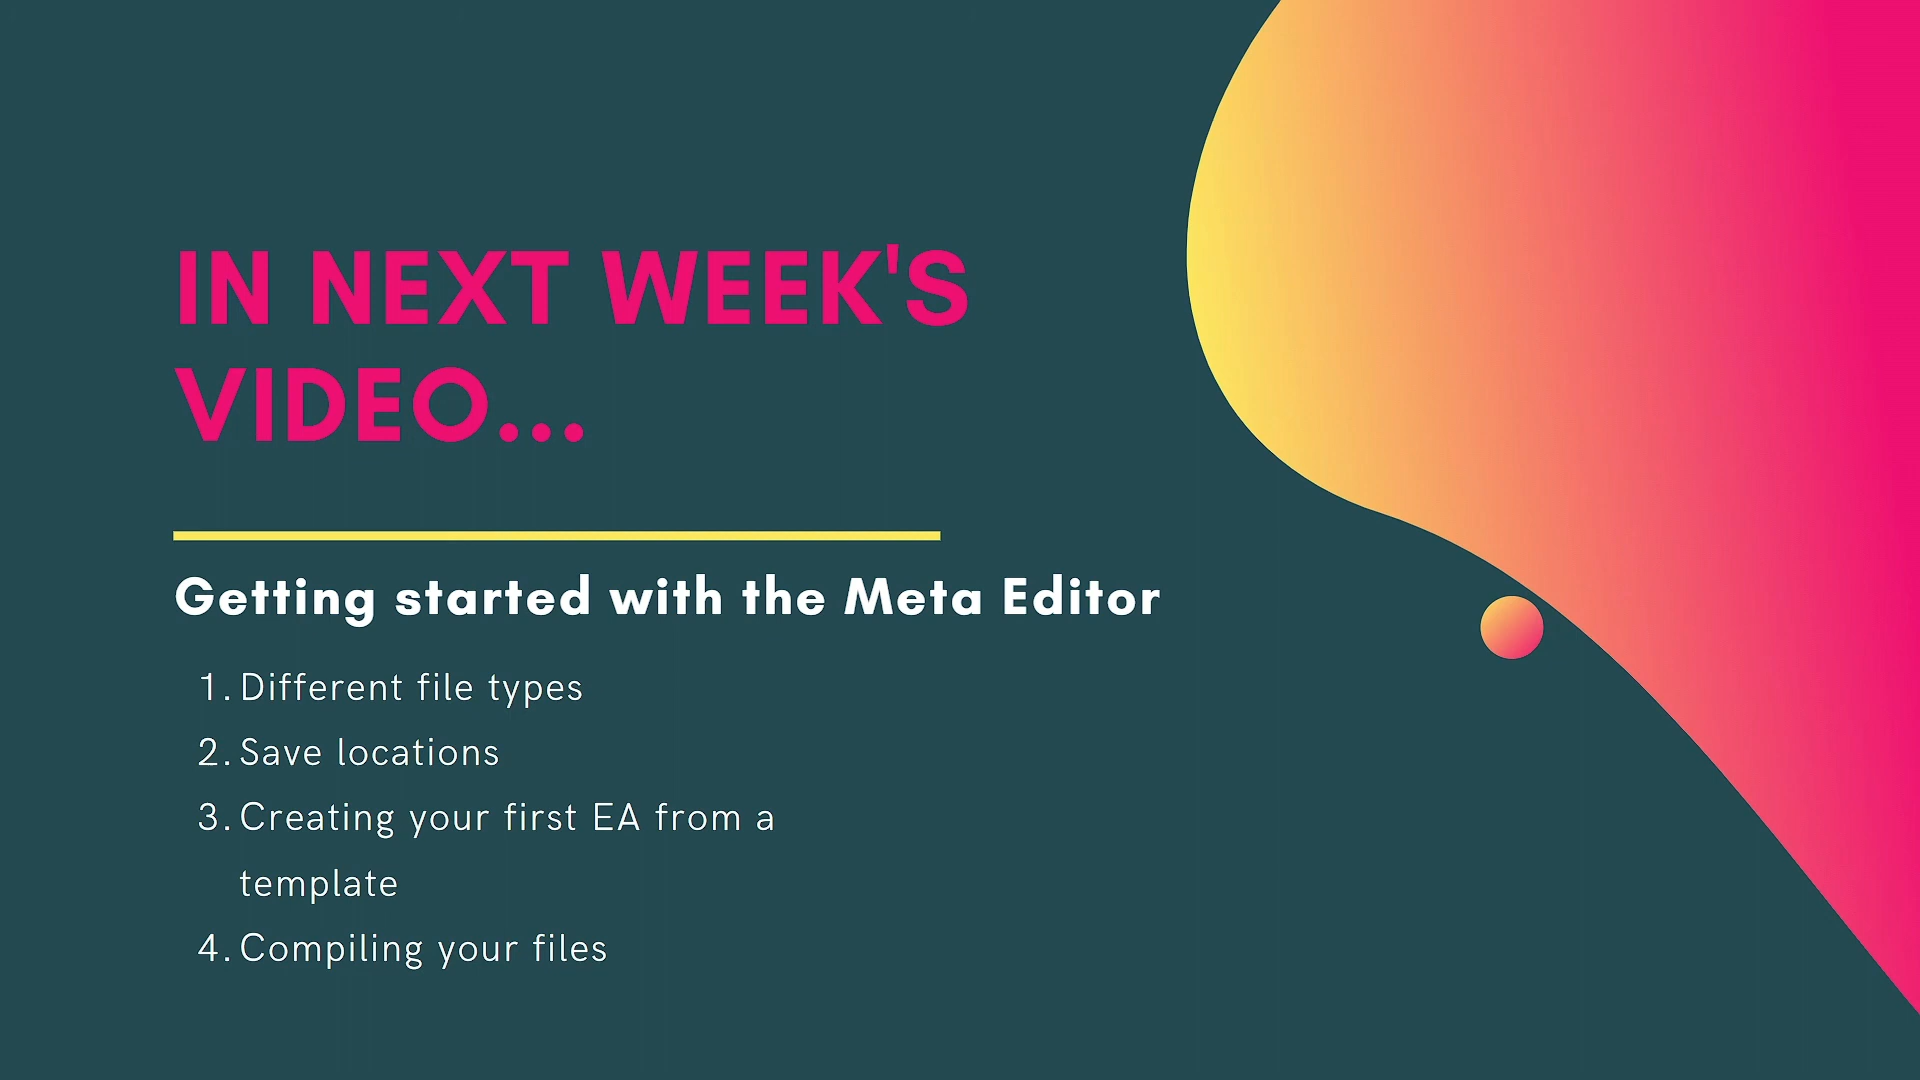 IN NEXT WEEK'S
VIDEO...
Getting started with the Meta Editor
1. Different file types
2. Save locations
3. Creating your first EA from a
template
4. Compiling your files